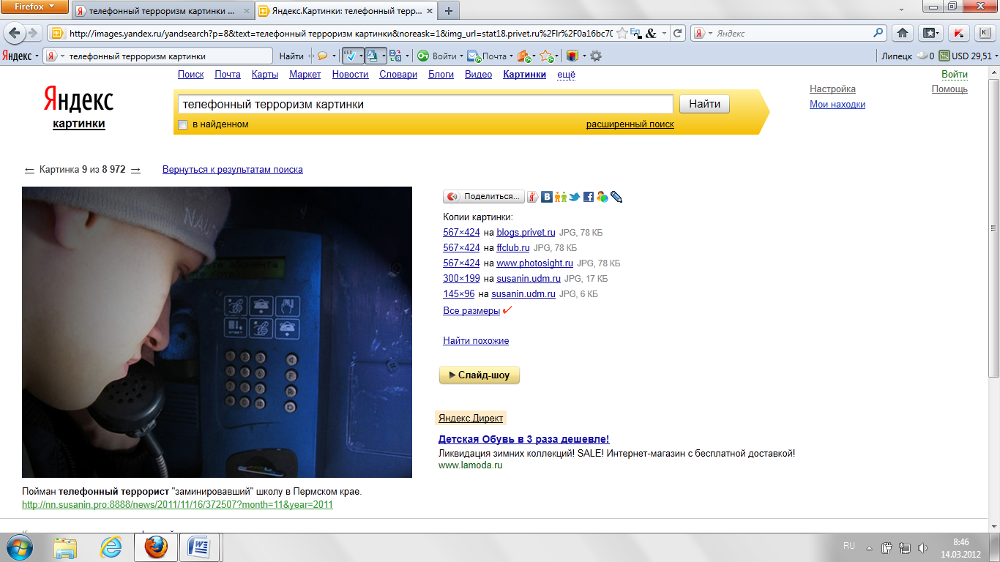 Firefox
телефонный терроризм картинки ...
Яндекс.Картинки: телефонный терр...
http://images.yandex.ru/yandsearch?p=8&text=телефонный терроризм картинки&noreask=1&img_url=stat18.privet.ru%2Flr%2F0a16bc70
Яндекс
Яндекс
телефонный терроризм картинки
Найти
Войти
Почта
Липецк
0
USD 29,51
Поиск Почта Карты Маркет Новости Словари Блоги Видео Картинки ещё
Войти
Настройка
Помощь
Мои находки
Яндекс
картинки
телефонный терроризм картинки
Найти
в найденном
расширенный поиск
← Картинка 9 из 8 972 →
Вернуться к результатам поиска
Поделиться...
Копии картинки:
567×424 на blogs.privet.ru JPG, 78 КБ
567×424 на ffclub.ru JPG, 78 КБ
567×424 на www.photosight.ru JPG, 78 КБ
300×199 на susanin.udm.ru JPG, 17 КБ
145×96 на susanin.udm.ru JPG, 6 КБ
Все размеры
Найти похожие
Слайд-шоу
Яндекс.Директ
Детская Обувь в 3 раза дешевле!
Ликвидация зимних коллекций! SALE! Интернет-магазин с бесплатной доставкой!
www.lamoda.ru
Пойман телефонный террорист "заминировавший" школу в Пермском крае.
http://nn.susanin.pro:8888/news/2011/11/16/372507?month=11&year=2011
RU
8:46
14.03.2012